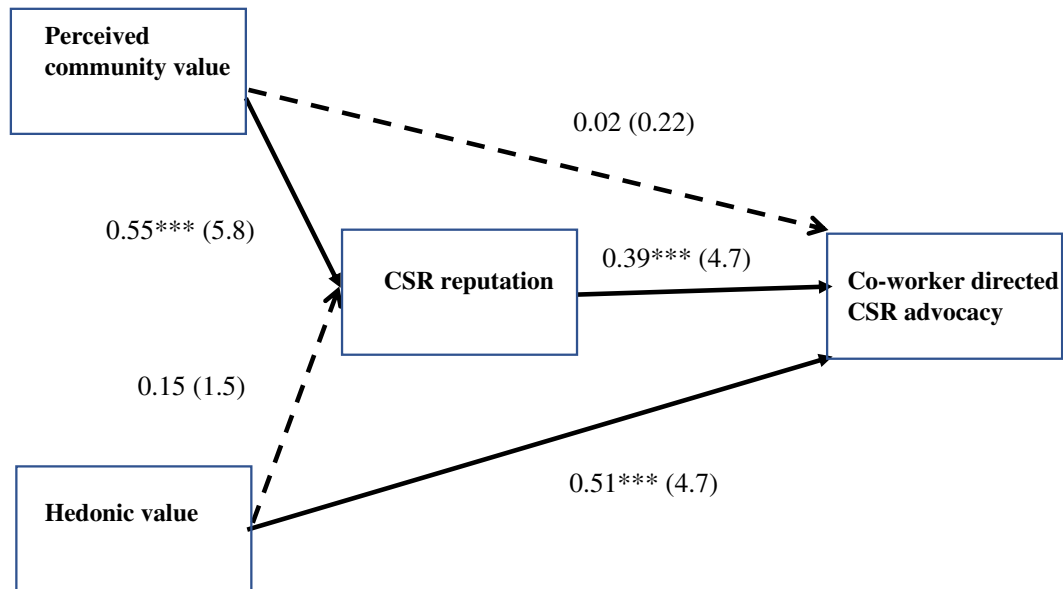 Perceived
community value
0.02 (0.22)
0.55*** (5.8)
CSR reputation
0.39*** (4.7)
Co-worker directed
CSR advocacy
0.15 (1.5)
0.51*** (4.7)
Hedonic value